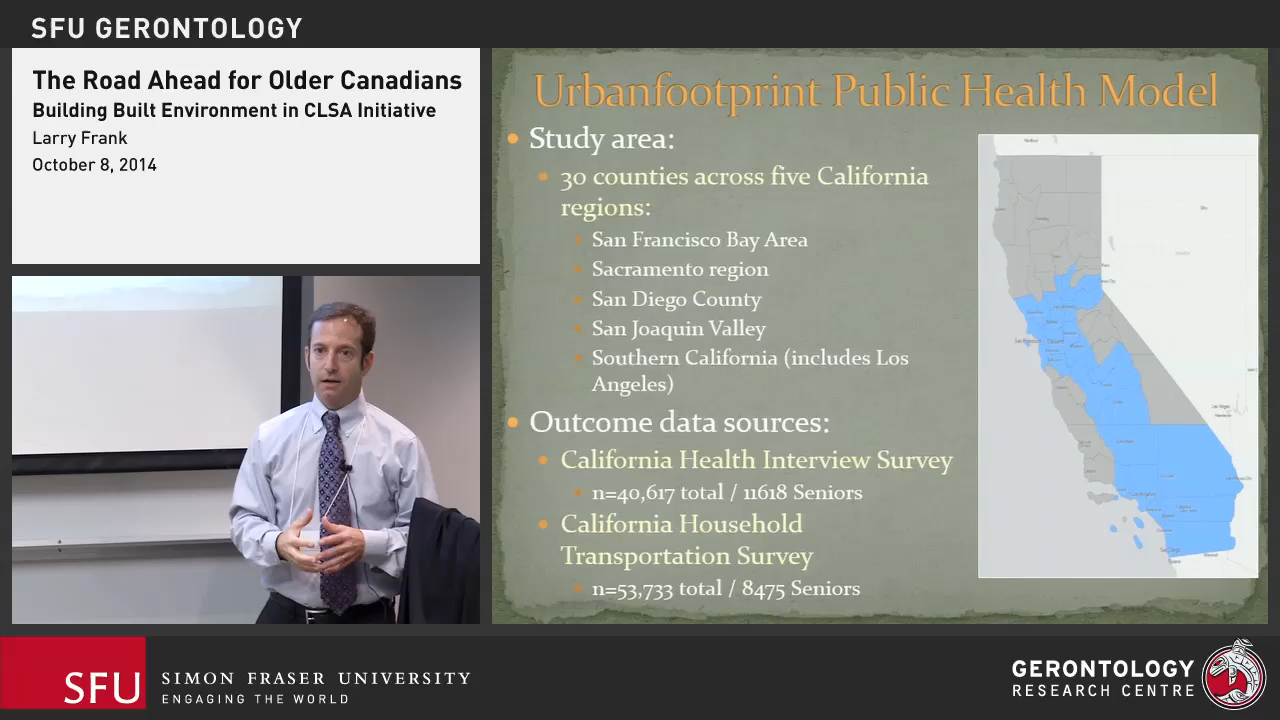 SFU GERONTOLOGY
The Road Ahead for Older Canadians
Building Built Environment in CLSA Initiative
Larry Frank
October 8, 2014
Urbanfootprint Public Health Model
Study area:
30 counties across five California
regions:
San Francisco Bay Area
Sacramento region
San Diego County
San Joaquin Valley
Southern California (includes Los
Angeles)
Outcome data sources:
California Health Interview Survey
n=40,617 total / 11618 Seniors
California Household
Transportation Survey
n=53,733 total / 8475 Seniors
SFU
SIMON FRASER UNIVERSITY
ENGAGING THE WORLD
GERONTOLOGY
RESEARCH CENTRE